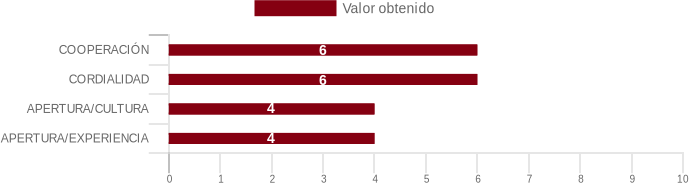 Valor obtenido
COOPERACIÓN 6
CORDIALIDAD 6
APERTURA/CULTURA 4
APERTURA/EXPERIENCIA 4
0 1 2 3 4 5 6 7 8 9 10